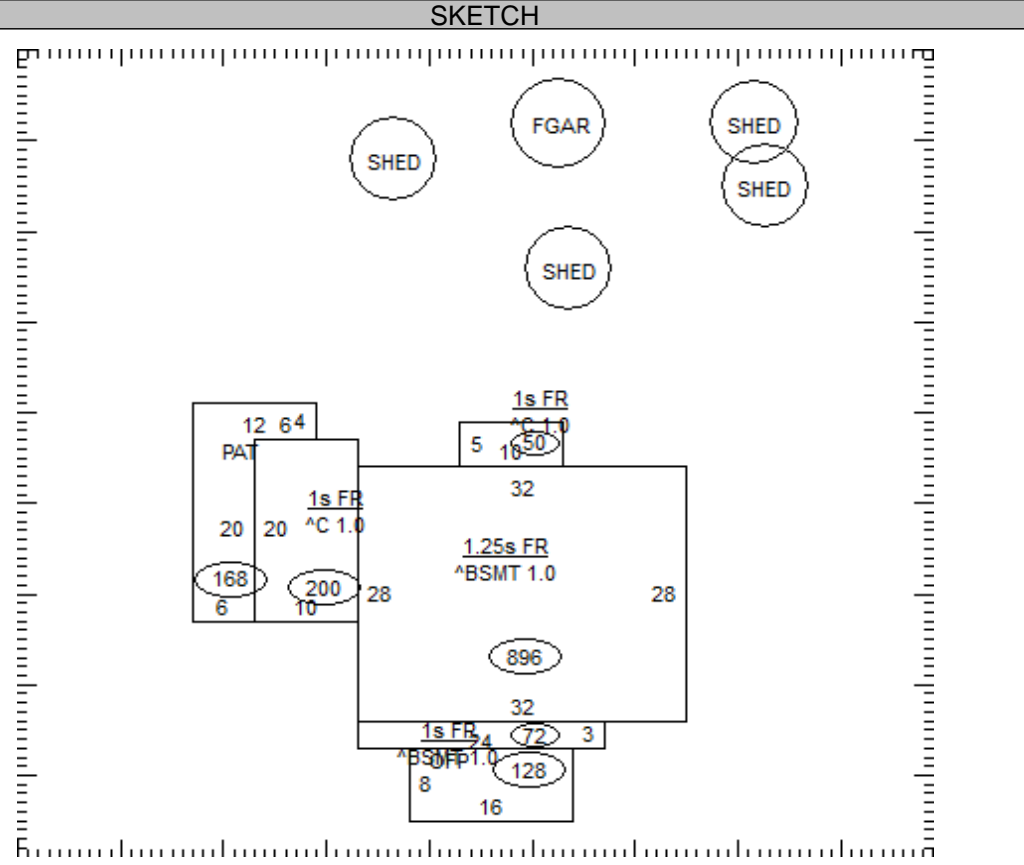 SKETCH
FGAR
SHED
SHED
SHED
SHED
1s FR
^C 1.0
12 6 4
5 10 50
PAT
32
1s FR
^C 1.0
20 20
1.25s FR
^BSMT 1.0
168 200
28 28
6 10
896
32
1s FR
24 72 3
^BSMT 1.0
OFP
128
8
16